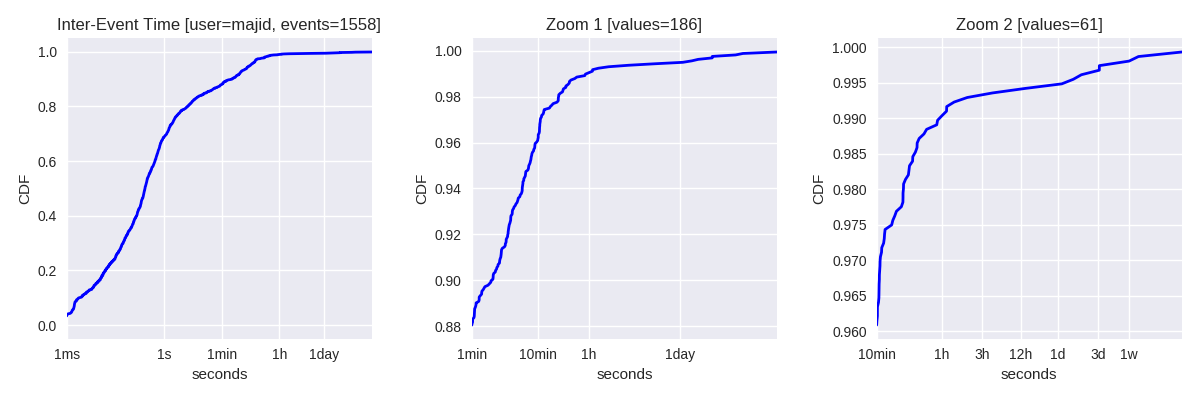 Inter-Event Time [user=majid, events=1558]
CDF
1.0
0.8
0.6
0.4
0.2
0.0
1ms 1s 1min 1h 1day
seconds
Zoom 1 [values=186]
CDF
1.00
0.98
0.96
0.94
0.92
0.90
0.88
1min 10min 1h 1day
seconds
Zoom 2 [values=61]
CDF
1.000
0.995
0.990
0.985
0.980
0.975
0.970
0.965
0.960
10min 1h 3h 12h 1d 3d 1w
seconds